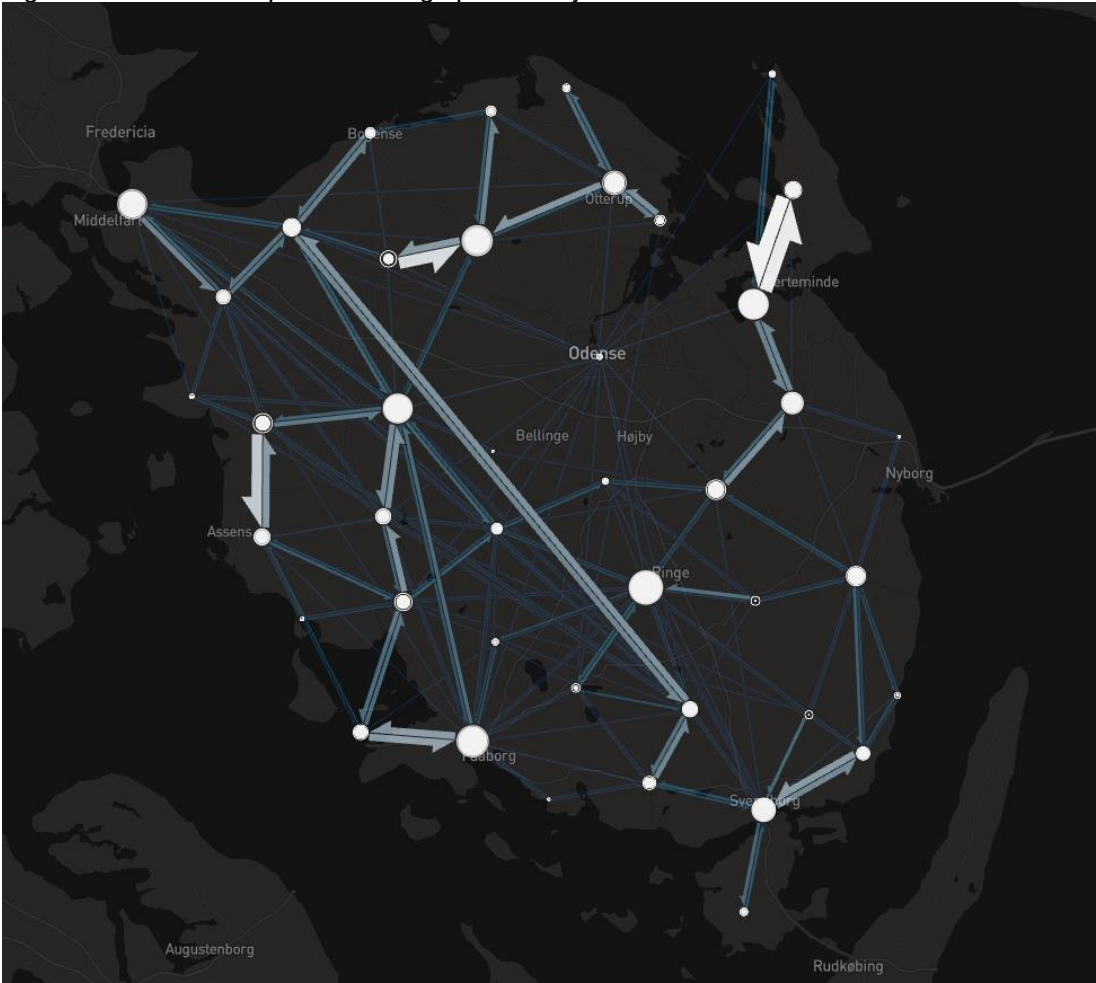 Fredericia
Bogense
Middelfart
Otterup
Kerteminde
Odense
Bellinge
Højby
Nyborg
Assens
Ringe
Faaborg
Svendborg
Augustenborg
Rudkøbing